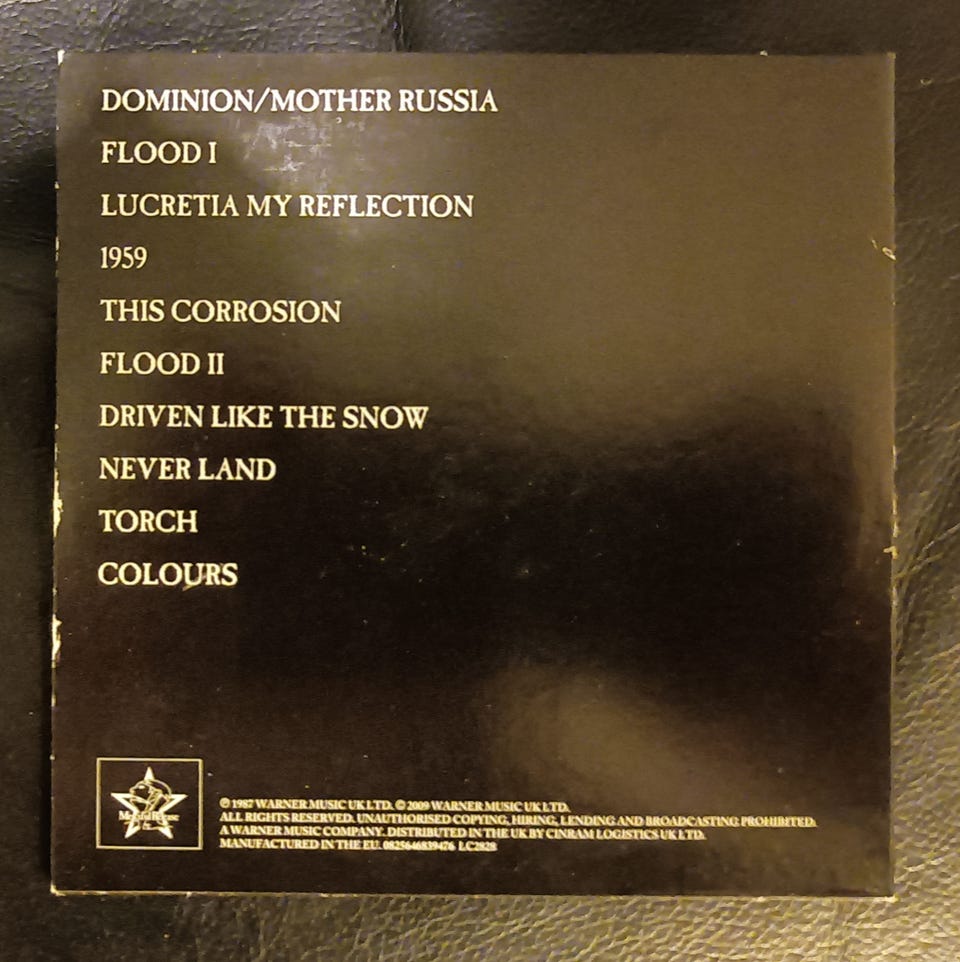 DOMINION/MOTHER RUSSIA
FLOOD I
LUCRETIA MY REFLECTION
1959
THIS CORROSION
FLOOD II
DRIVEN LIKE THE SNOW
NEVER LAND
TORCH
COLOURS
Merciful Release
℗ 1987 WARNER MUSIC UK LTD. © 2009 WARNER MUSIC UK LTD.
ALL RIGHTS RESERVED. UNAUTHORISED COPYING, HIRING, LENDING AND BROADCASTING PROHIBITED.
A WARNER MUSIC COMPANY. DISTRIBUTED IN THE UK BY CINRAM LOGISTICS UK LTD.
MANUFACTURED IN THE EU. 0825646839476 LC2828